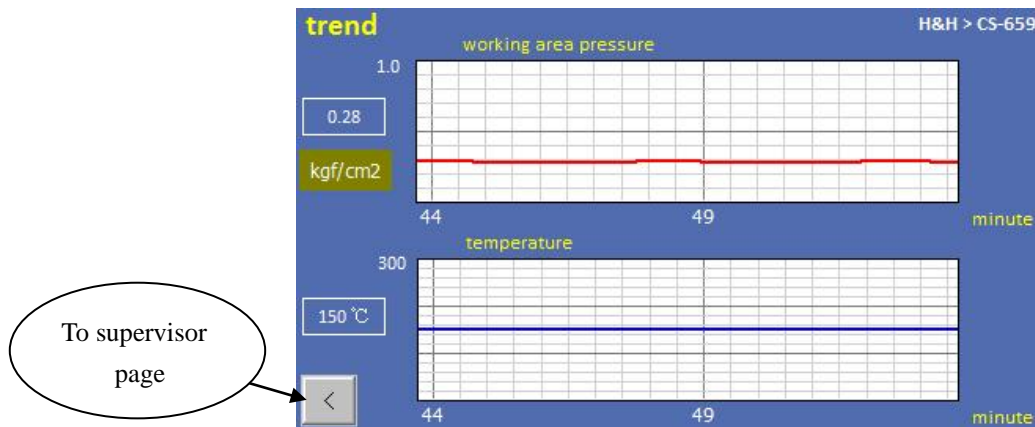 trend
H&H > CS-659
working area pressure
1.0
0.28
kgf/cm2
44 49
minute
temperature
300
150 ℃
To supervisor
page
<
44 49
minute